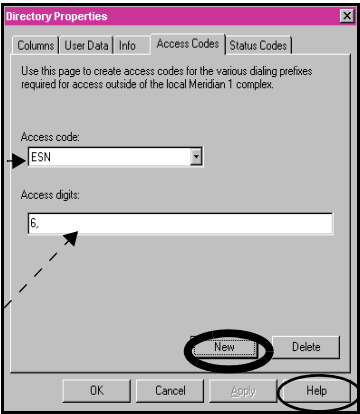 Directory Properties
Columns User Data Info Access Codes Status Codes
Use this page to create access codes for the various dialing prefixes
required for access outside of the local Meridian 1 complex.
Access code:
ESN
Access digits:
6,
New Delete
OK Cancel Apply Help